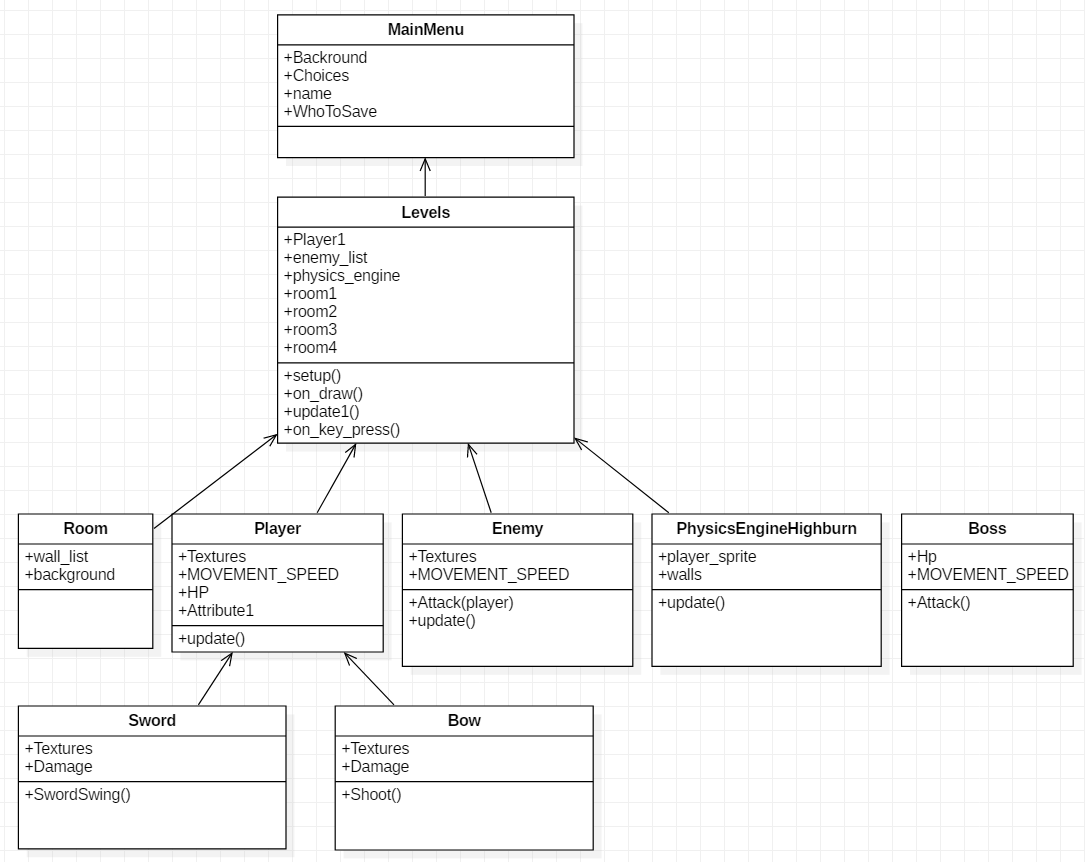 MainMenu
+Backround
+Choices
+name
+WhoToSave
Levels
+Player1
+enemy_list
+physics_engine
+room1
+room2
+room3
+room4
+setup()
+on_draw()
+update1()
+on_key_press()
Room
+wall_list
+background
Player
+Textures
+MOVEMENT_SPEED
+HP
+Attribute1
+update()
Enemy
+Textures
+MOVEMENT_SPEED
+Attack(player)
+update()
PhysicsEngineHighburn
+player_sprite
+walls
+update()
Boss
+Hp
+MOVEMENT_SPEED
+Attack()
Sword
+Textures
+Damage
+SwordSwing()
Bow
+Textures
+Damage
+Shoot()